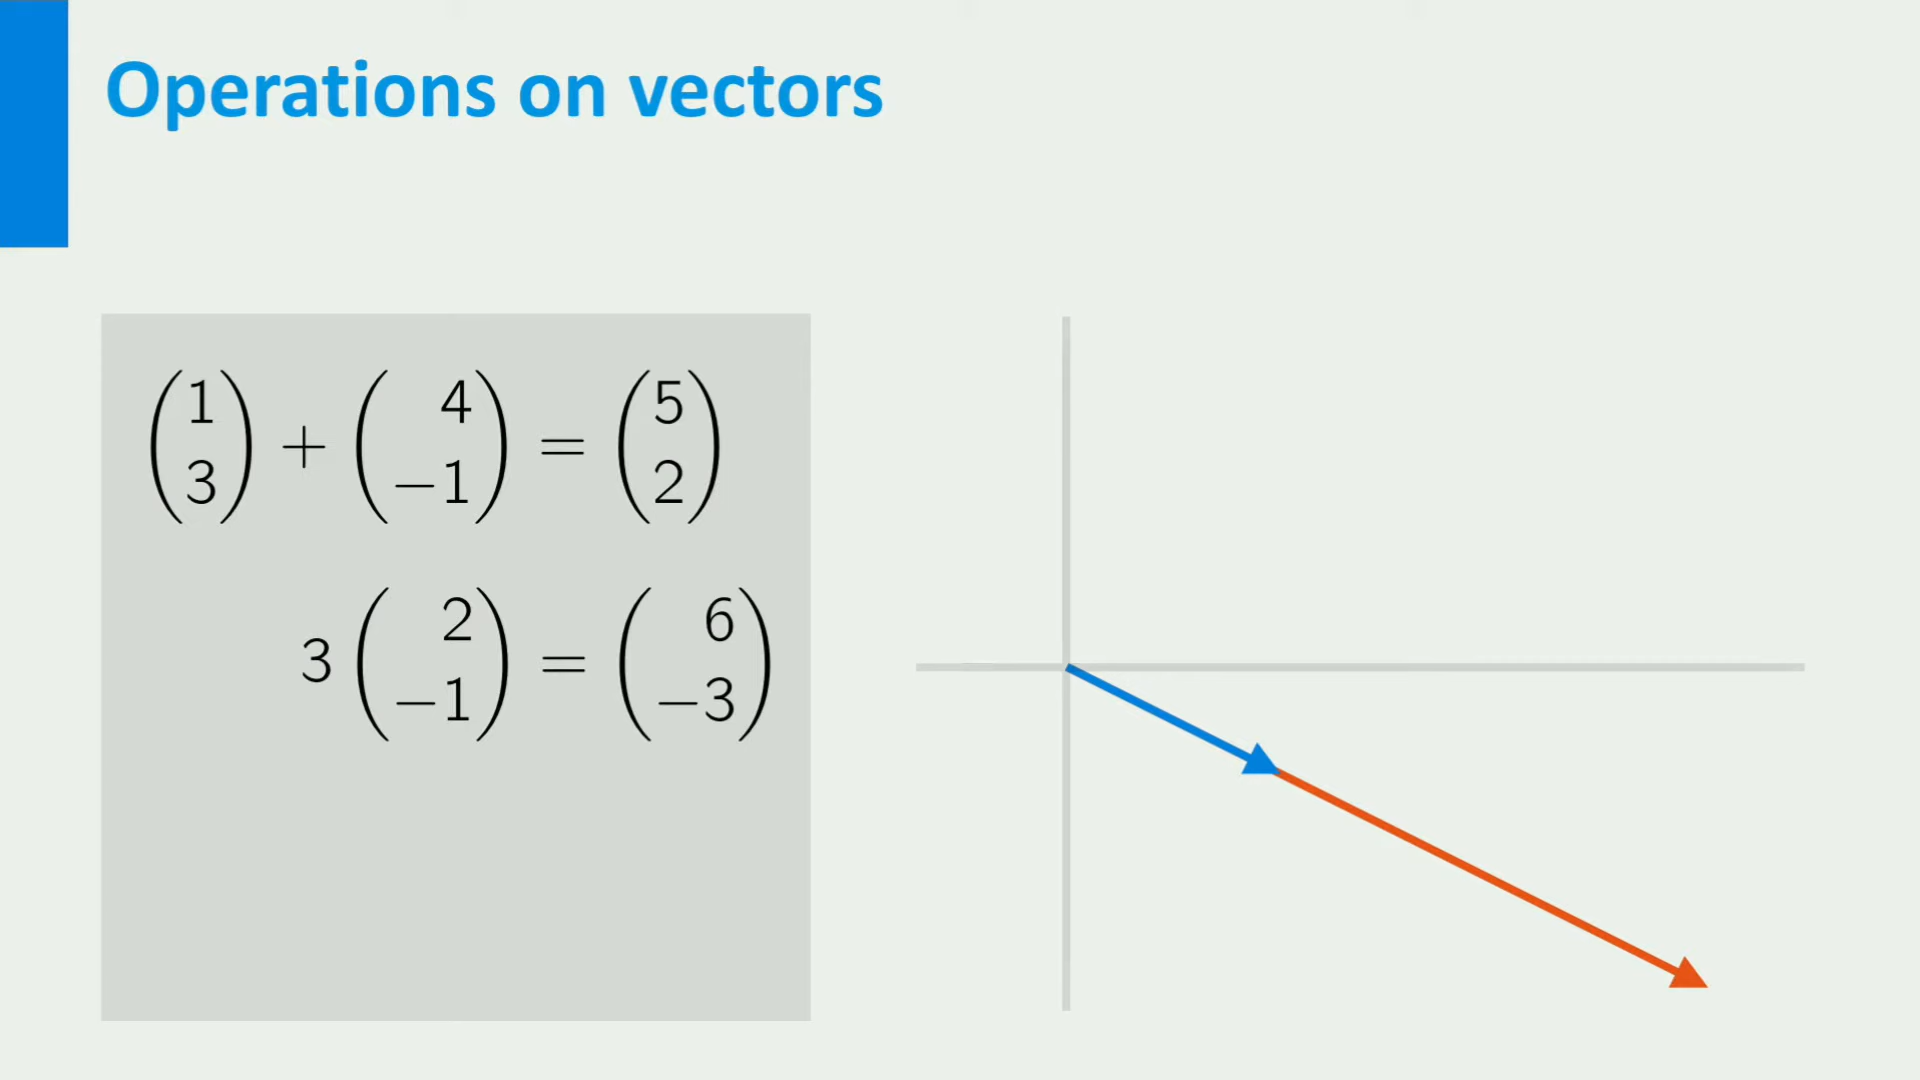 Operations on vectors
(1 3) + (4 −1) = (5 2)
3 (2 −1) = (6 −3)